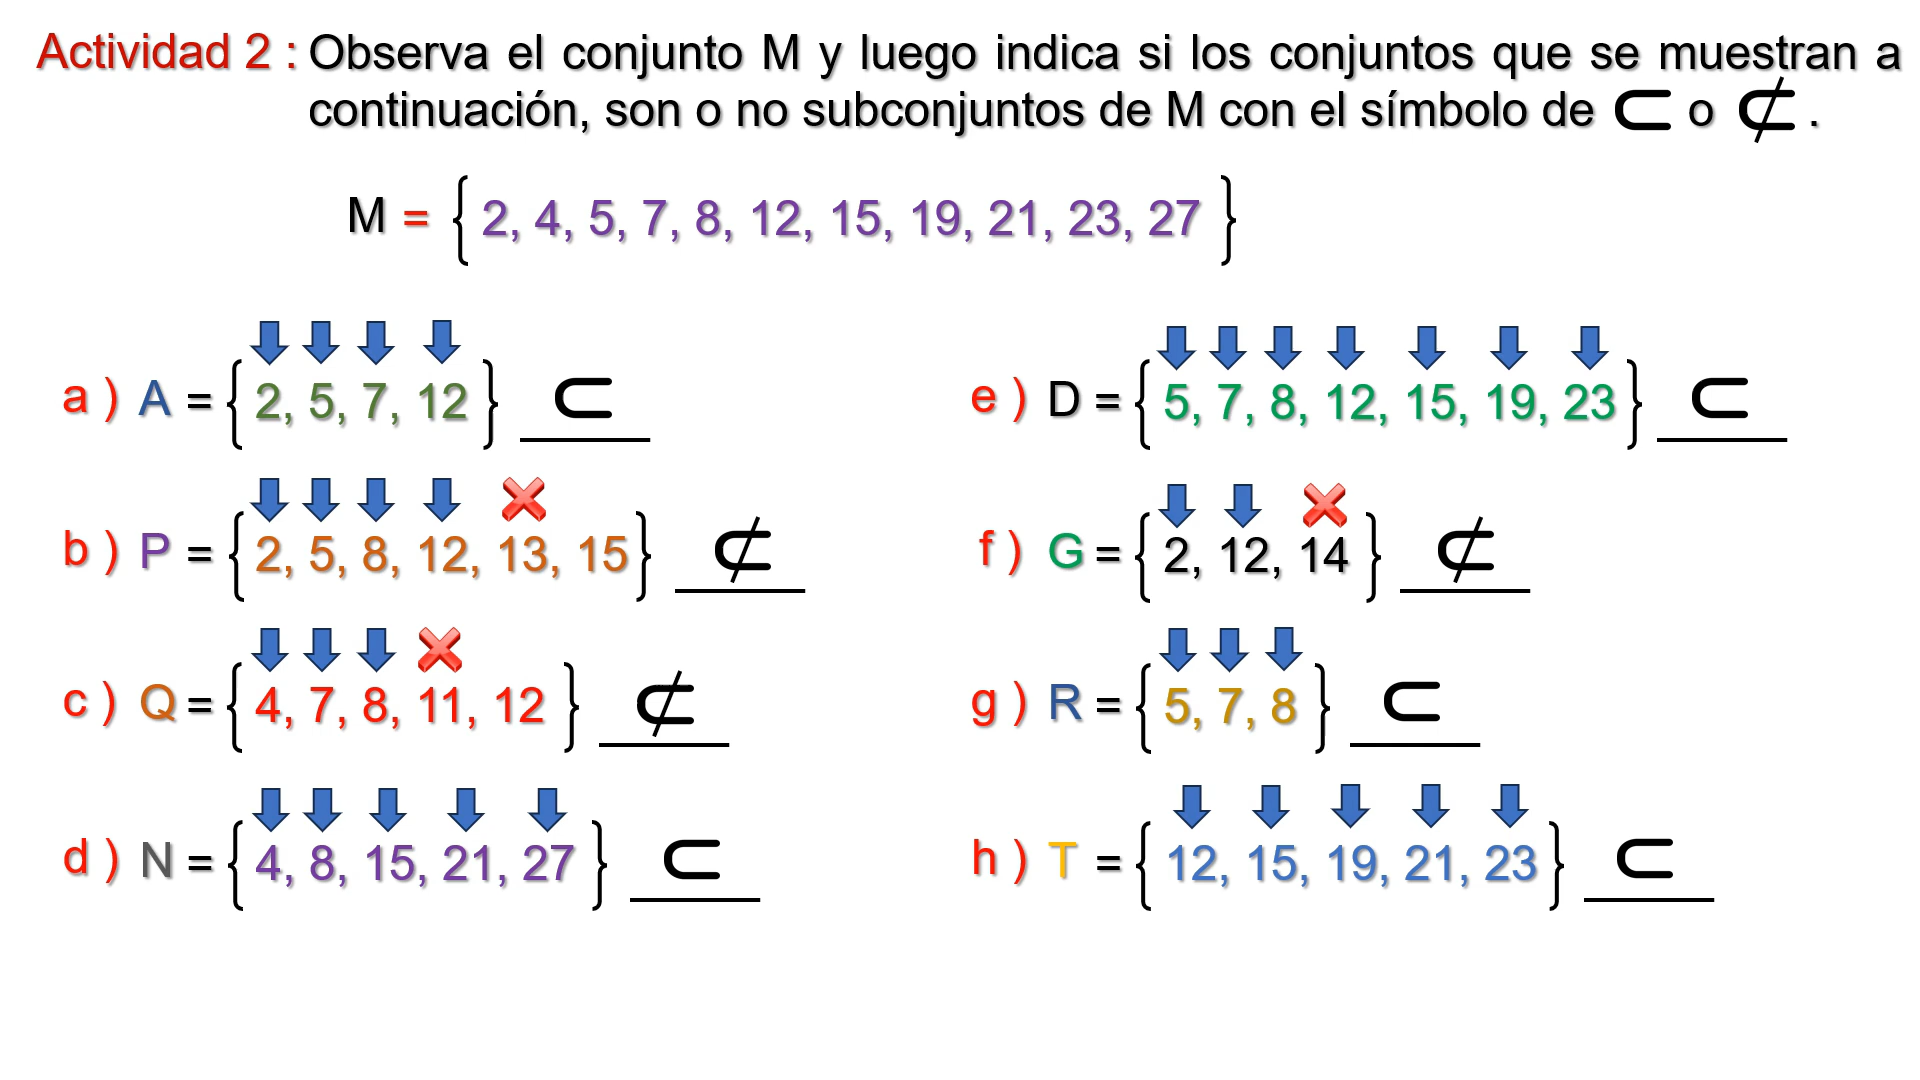 Actividad 2 : Observa el conjunto M y luego indica si los conjuntos que se muestran a
continuación, son o no subconjuntos de M con el símbolo de ⊂ o ⊄ .
M = { 2, 4, 5, 7, 8, 12, 15, 19, 21, 23, 27 }
a ) A = { 2, 5, 7, 12 } ⊂
b ) P = { 2, 5, 8, 12, 13, 15 } ⊄
c ) Q = { 4, 7, 8, 11, 12 } ⊄
d ) N = { 4, 8, 15, 21, 27 } ⊂
e ) D = { 5, 7, 8, 12, 15, 19, 23 } ⊂
f ) G = { 2, 12, 14 } ⊄
g ) R = { 5, 7, 8 } ⊂
h ) T = { 12, 15, 19, 21, 23 } ⊂